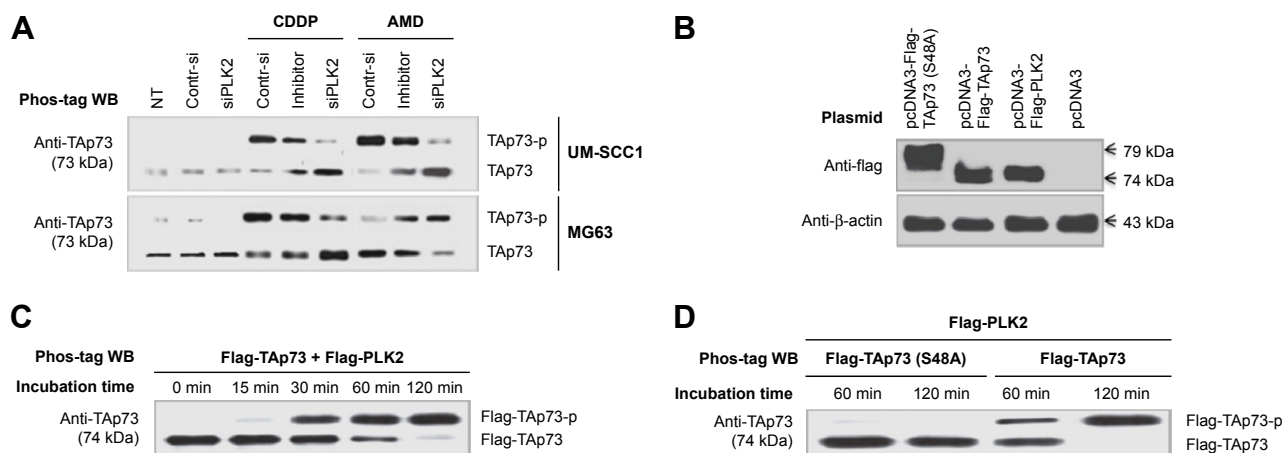 A
CDDP
AMD
Phos-tag WB
NT
Contr-si
siPLK2
Contr-si
Inhibitor
siPLK2
Contr-si
Inhibitor
siPLK2
Anti-TAp73
(73 kDa)
TAp73-p
TAp73
UM-SCC1
Anti-TAp73
(73 kDa)
TAp73-p
TAp73
MG63
B
Plasmid
pcDNA3-Flag-
TAp73 (S48A)
pcDNA3-
Flag-TAp73
pcDNA3-
Flag-PLK2
pcDNA3
Anti-flag
79 kDa
74 kDa
Anti-β-actin
43 kDa
C
Phos-tag WB
Flag-TAp73 + Flag-PLK2
Incubation time
0 min
15 min
30 min
60 min
120 min
Anti-TAp73
(74 kDa)
Flag-TAp73-p
Flag-TAp73
D
Flag-PLK2
Phos-tag WB
Flag-TAp73 (S48A)
Flag-TAp73
Incubation time
60 min
120 min
60 min
120 min
Anti-TAp73
(74 kDa)
Flag-TAp73-p
Flag-TAp73